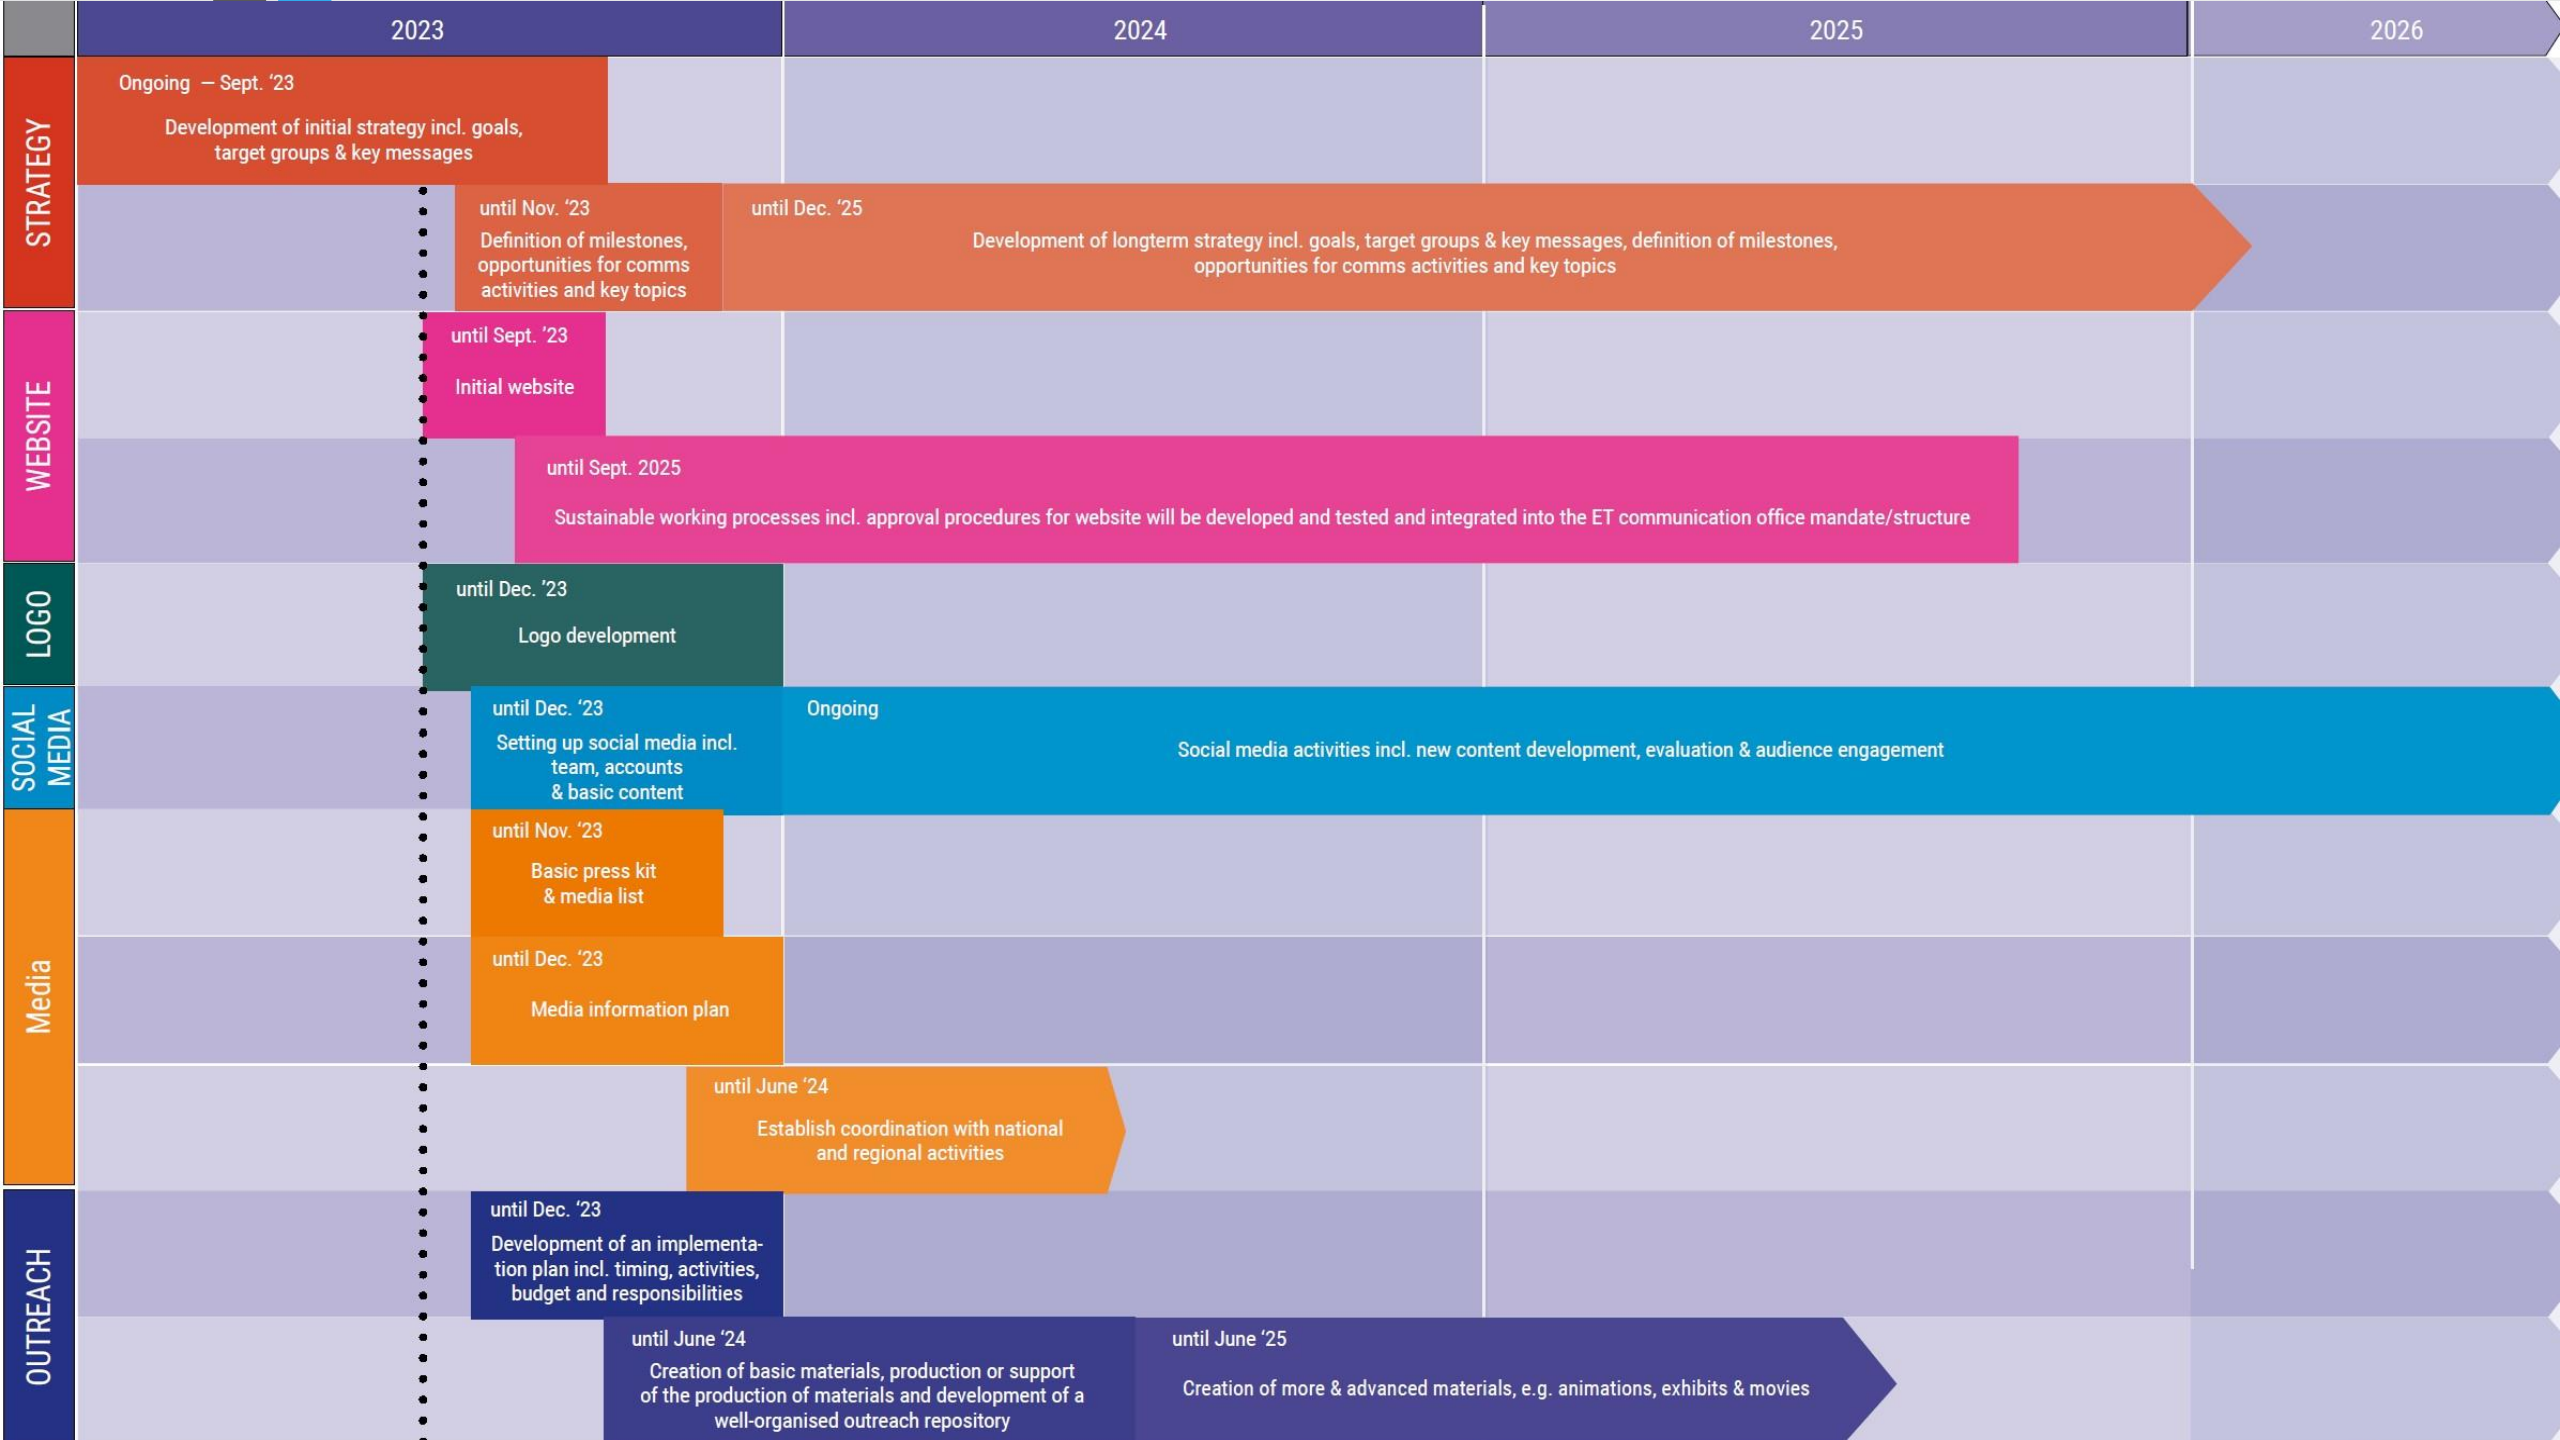 2023
2024
2025
2026
STRATEGY
Ongoing – Sept. ‘23
Development of initial strategy incl. goals,
target groups & key messages
until Nov. ‘23
Definition of milestones,
opportunities for comms
activities and key topics
until Dec. ‘25
Development of longterm strategy incl. goals, target groups & key messages, definition of milestones,
opportunities for comms activities and key topics
WEBSITE
until Sept. ’23
Initial website
until Sept. 2025
Sustainable working processes incl. approval procedures for website will be developed and tested and integrated into the ET communication office mandate/structure
LOGO
until Dec. ’23
Logo development
SOCIAL
MEDIA
until Dec. ‘23
Setting up social media incl.
team, accounts
& basic content
Ongoing
Social media activities incl. new content development, evaluation & audience engagement
Media
until Nov. ‘23
Basic press kit
& media list
until Dec. ‘23
Media information plan
until June ‘24
Establish coordination with national
and regional activities
OUTREACH
until Dec. ‘23
Development of an implementa-
tion plan incl. timing, activities,
budget and responsibilities
until June ‘24
Creation of basic materials, production or support
of the production of materials and development of a
well-organised outreach repository
until June ‘25
Creation of more & advanced materials, e.g. animations, exhibits & movies